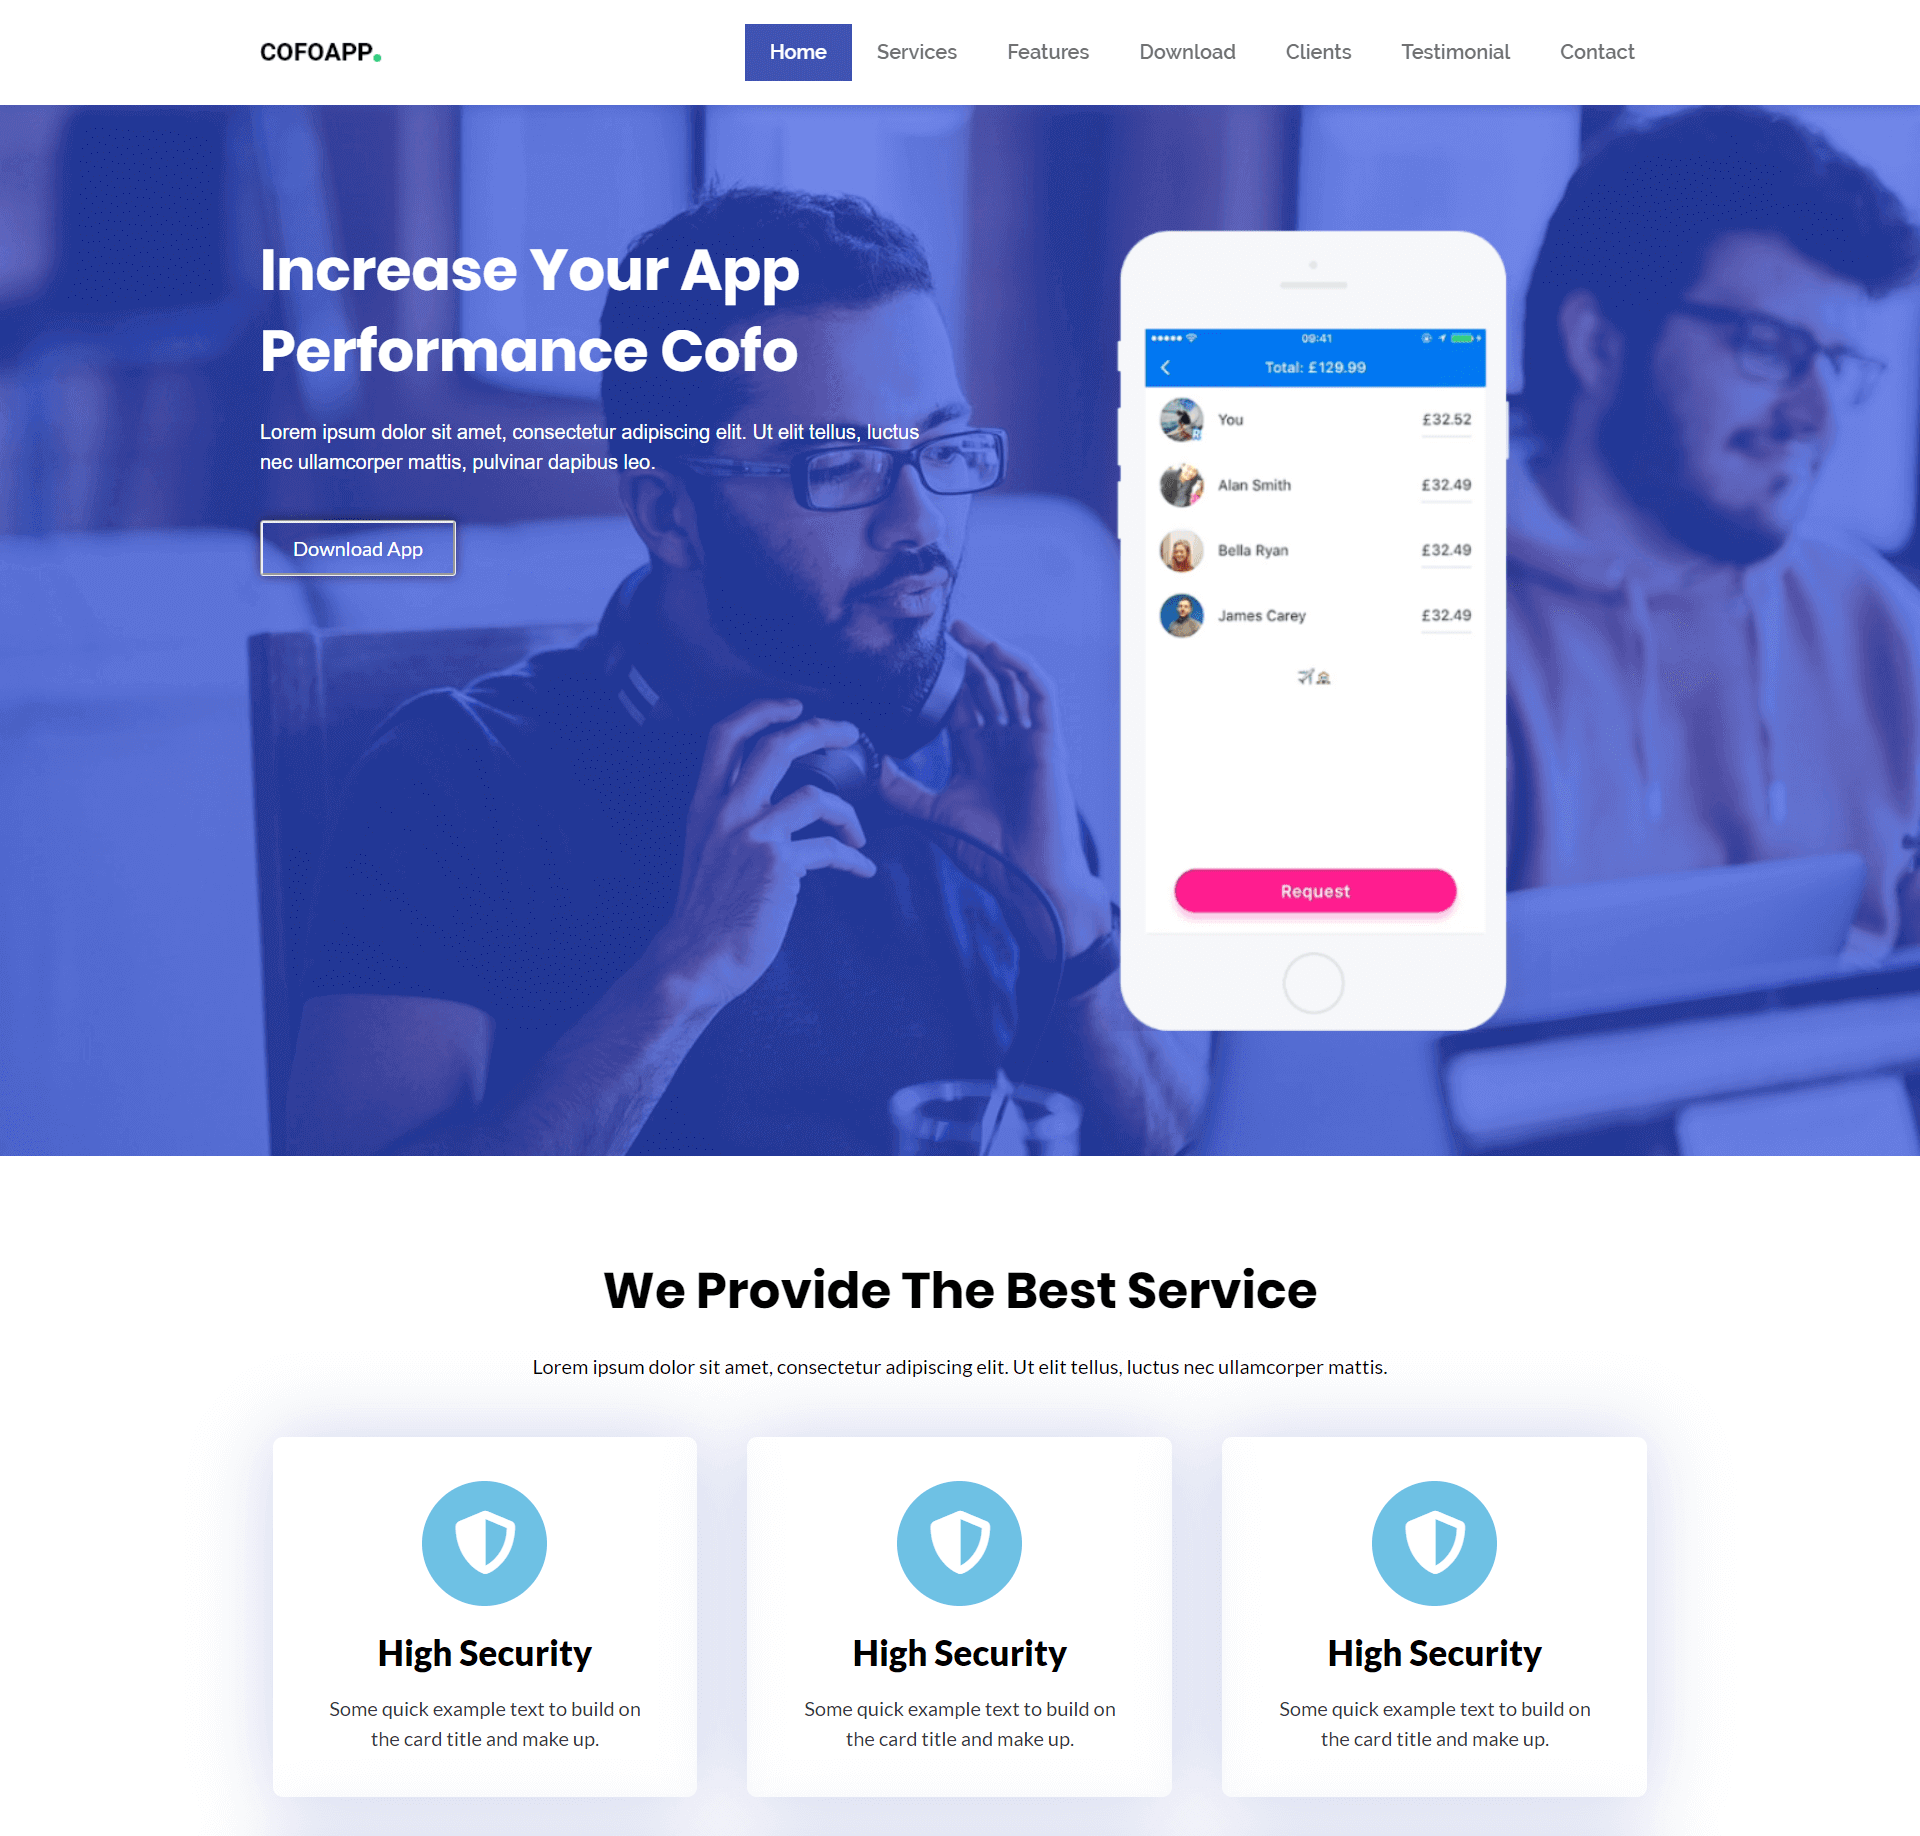 COFOAPP.
Home Services Features Download Clients Testimonial Contact
Increase Your App
Performance Cofo
Lorem ipsum dolor sit amet, consectetur adipiscing elit. Ut elit tellus, luctus
nec ullamcorper mattis, pulvinar dapibus leo.
Download App
09:41
Total: £129.99
You £32.52
Alan Smith £32.49
Bella Ryan £32.49
James Carey £32.49
Request
We Provide The Best Service
Lorem ipsum dolor sit amet, consectetur adipiscing elit. Ut elit tellus, luctus nec ullamcorper mattis.
High Security
Some quick example text to build on
the card title and make up.
High Security
Some quick example text to build on
the card title and make up.
High Security
Some quick example text to build on
the card title and make up.